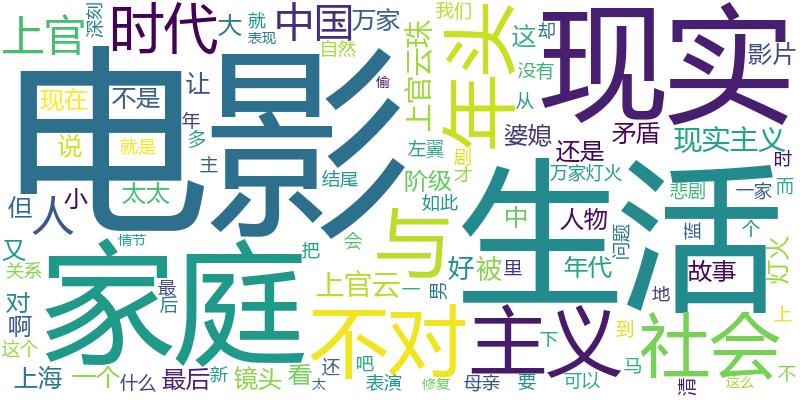 电影
生活
现实
家庭
不对
主义
社会
与
年头
时代
中国
上官
上官云珠
现实主义
影片
万家
深刻
大
就
表现
自然
我们
这
却
没有
从
偷
现在
不是
让
说
就是
年
多
太太
主
小
但
人
又
关系
这个
对
啊
情节
最后
把
会
结尾
左翼
阶级
如此
剧
才
婆媳
还是
矛盾
万家灯火
中
人物
问题
悲剧
一家
时
而
个
蓝
灯火
故事
地
里
年代
被
好
上官云
一
男
上海
一个
什么
最后
新
镜头
看
还
太
吧
表演
修复
母亲
要
下
可以
到
马
清
这么
上
不